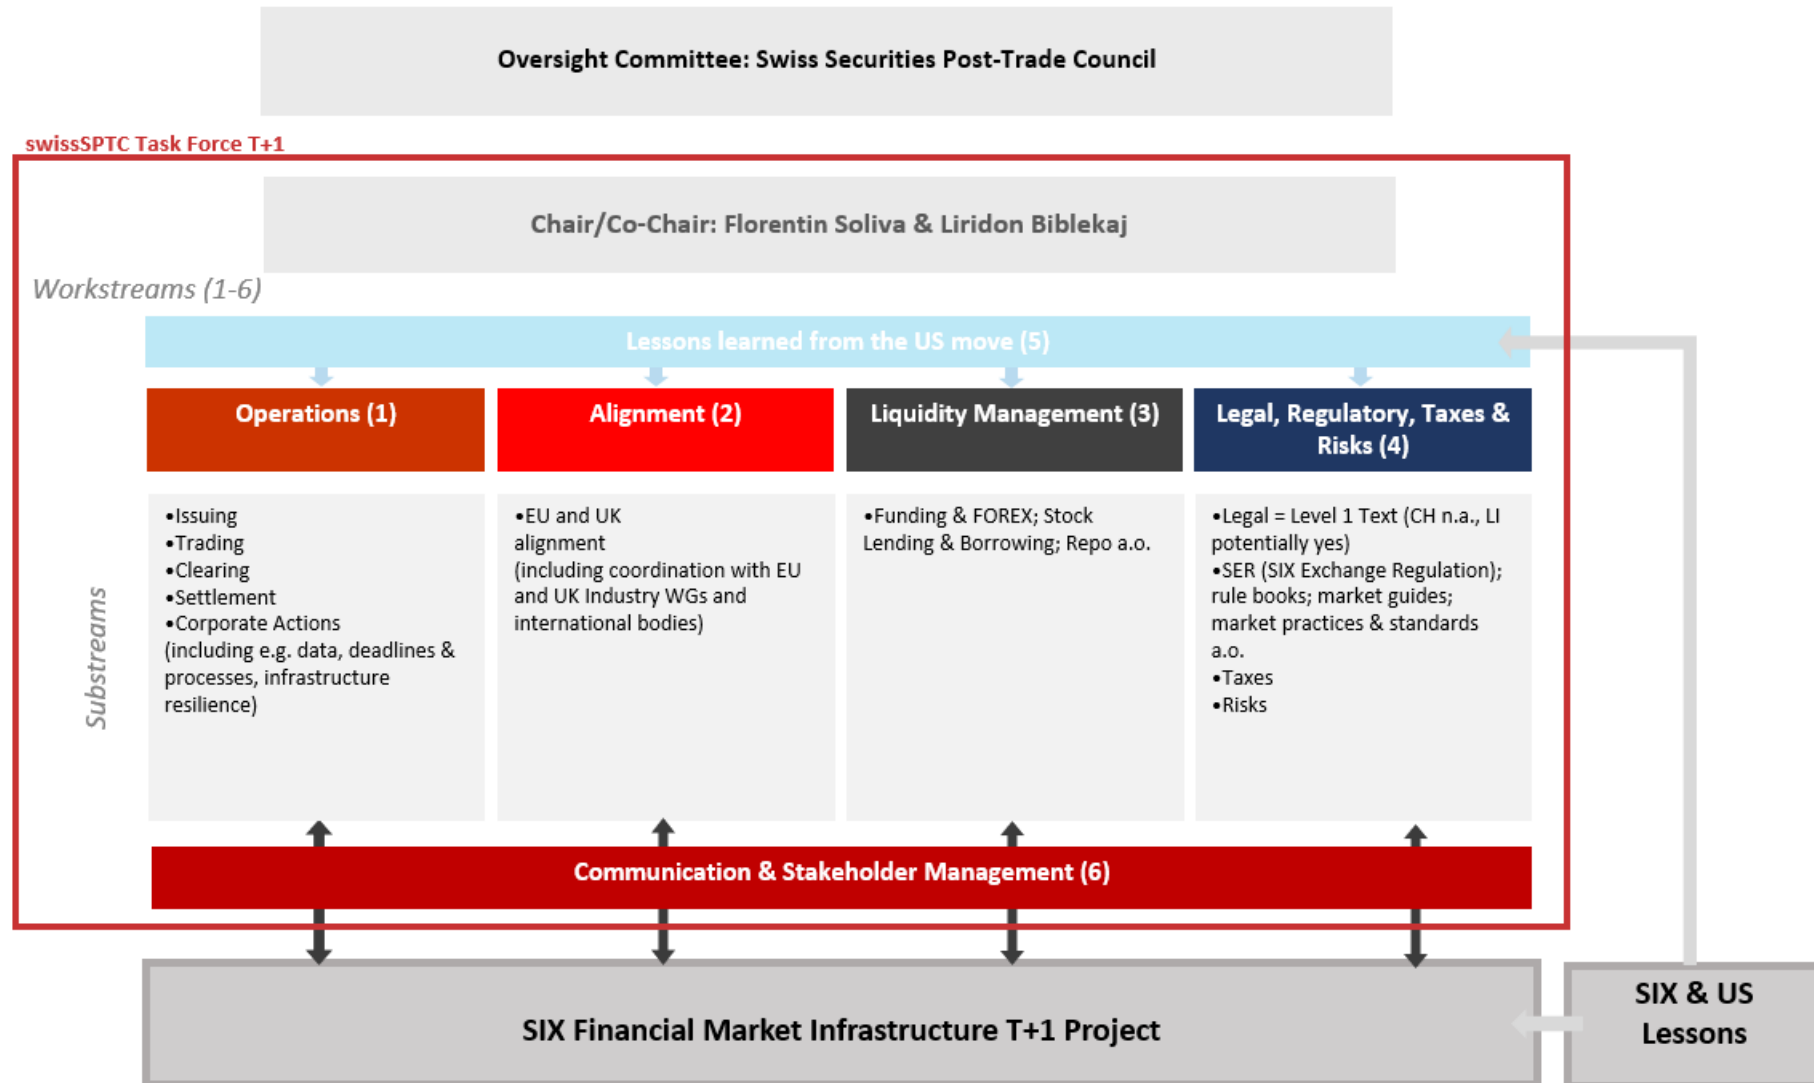 Oversight Committee: Swiss Securities Post-Trade Council
swissSPTC Task Force T+1
Chair/Co-Chair: Florentin Soliva & Liridon Biblekaj
Workstreams (1-6)
Lessons learned from the US move (5)
Operations (1)
Alignment (2)
Liquidity Management (3)
Legal, Regulatory, Taxes &
Risks (4)
Substreams
•Issuing
•Trading
•Clearing
•Settlement
•Corporate Actions
(including e.g. data, deadlines &
processes, infrastructure
resilience)
•EU and UK
alignment
(including coordination with EU
and UK Industry WGs and
international bodies)
•Funding & FOREX; Stock
Lending & Borrowing; Repo a.o.
•Legal = Level 1 Text (CH n.a., LI
potentially yes)
•SER (SIX Exchange Regulation);
rule books; market guides;
market practices & standards
a.o.
•Taxes
•Risks
Communication & Stakeholder Management (6)
SIX Financial Market Infrastructure T+1 Project
SIX & US
Lessons